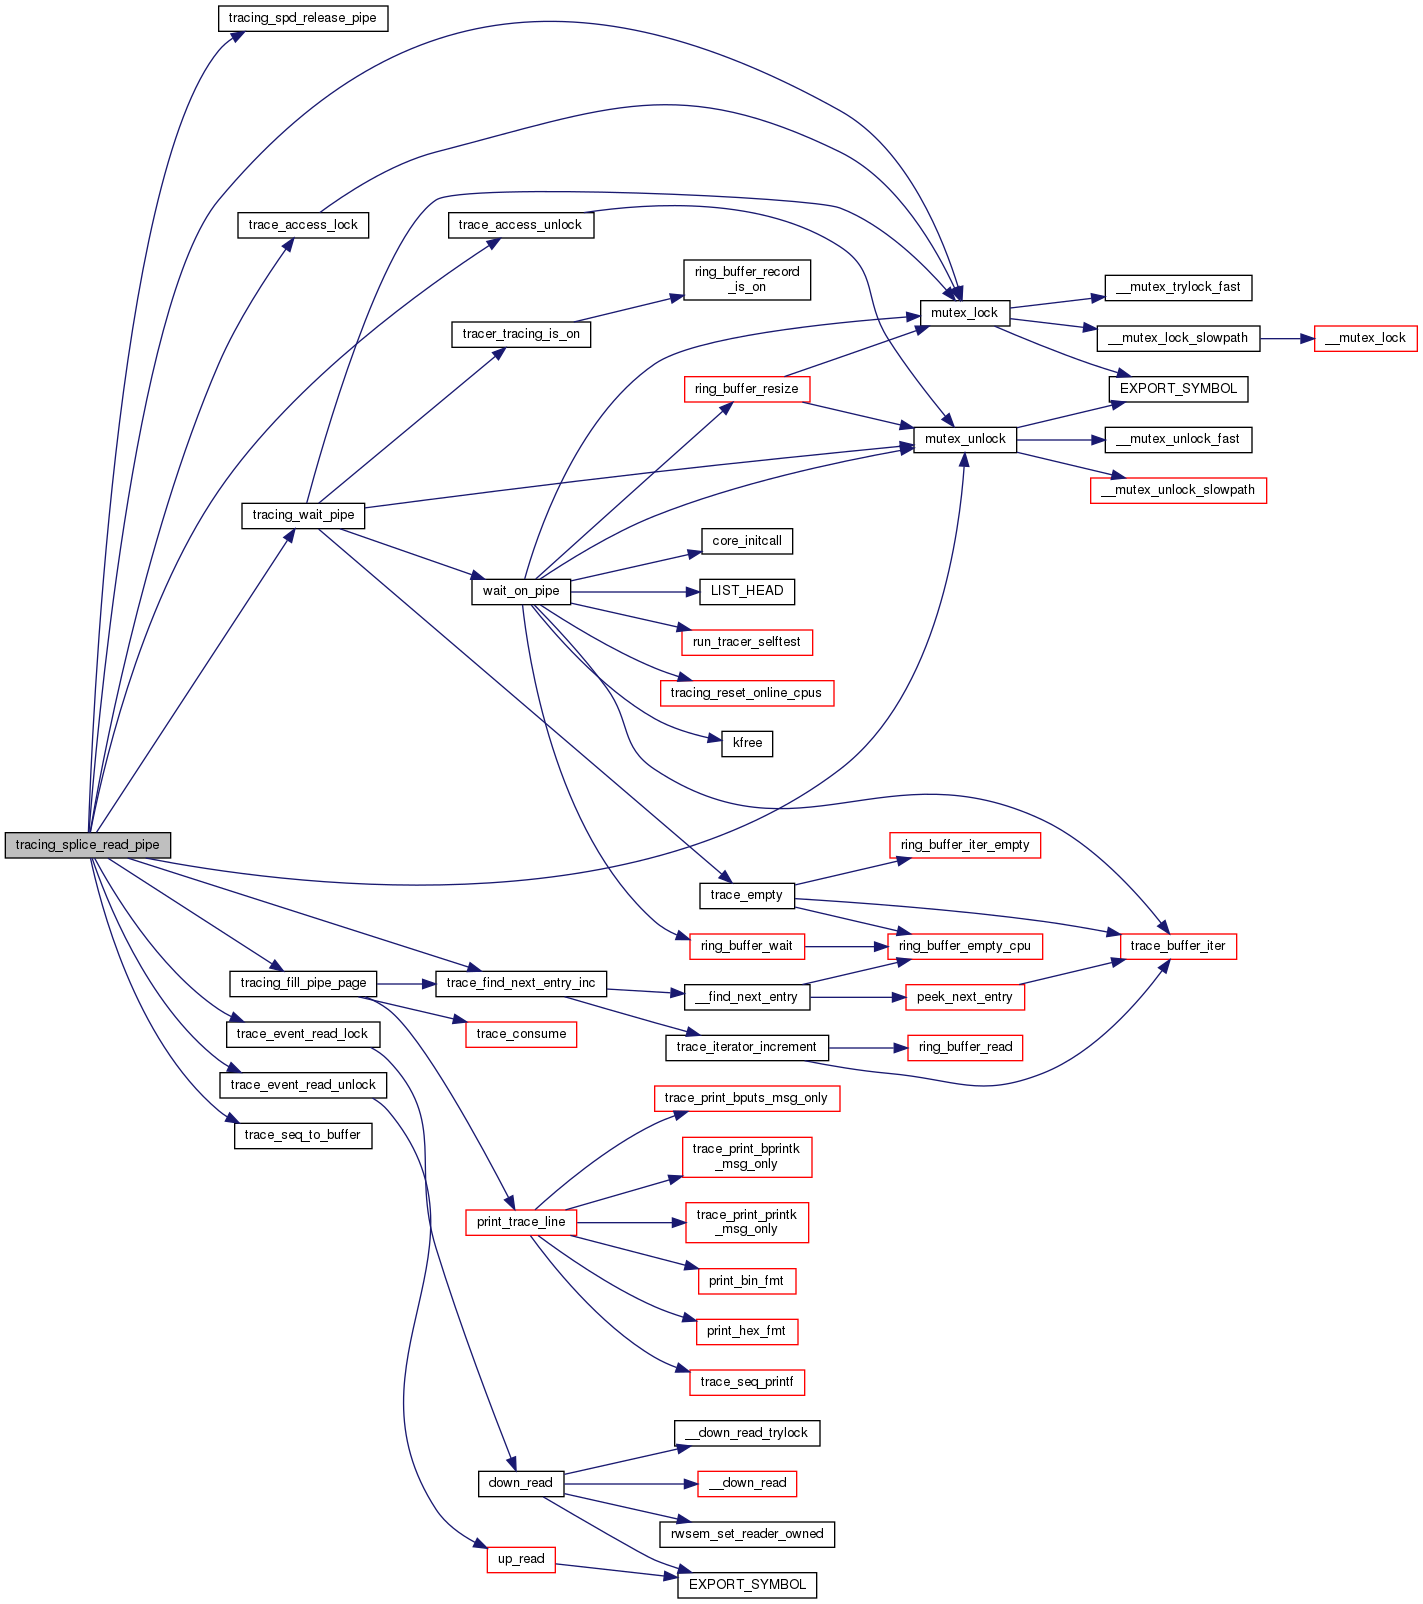 tracing_spd_release_pipe
trace_access_lock
trace_access_unlock
ring_buffer_record
_is_on
tracer_tracing_is_on
mutex_lock
__mutex_trylock_fast
__mutex_lock_slowpath
__mutex_lock
EXPORT_SYMBOL
ring_buffer_resize
mutex_unlock
__mutex_unlock_fast
__mutex_unlock_slowpath
tracing_wait_pipe
core_initcall
wait_on_pipe
LIST_HEAD
run_tracer_selftest
tracing_reset_online_cpus
kfree
tracing_splice_read_pipe
ring_buffer_iter_empty
trace_empty
ring_buffer_wait
ring_buffer_empty_cpu
trace_buffer_iter
tracing_fill_pipe_page
trace_find_next_entry_inc
__find_next_entry
peek_next_entry
trace_event_read_lock
trace_consume
trace_iterator_increment
ring_buffer_read
trace_event_read_unlock
trace_print_bputs_msg_only
trace_seq_to_buffer
trace_print_bprintk
_msg_only
print_trace_line
trace_print_printk
_msg_only
print_bin_fmt
print_hex_fmt
trace_seq_printf
__down_read_trylock
down_read
__down_read
rwsem_set_reader_owned
up_read
EXPORT_SYMBOL